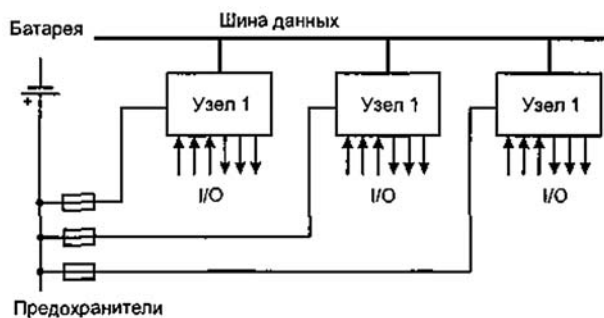 Шина данных
Батарея
+
Узел 1
Узел 1
Узел 1
I/O
I/O
I/O
Предохранители